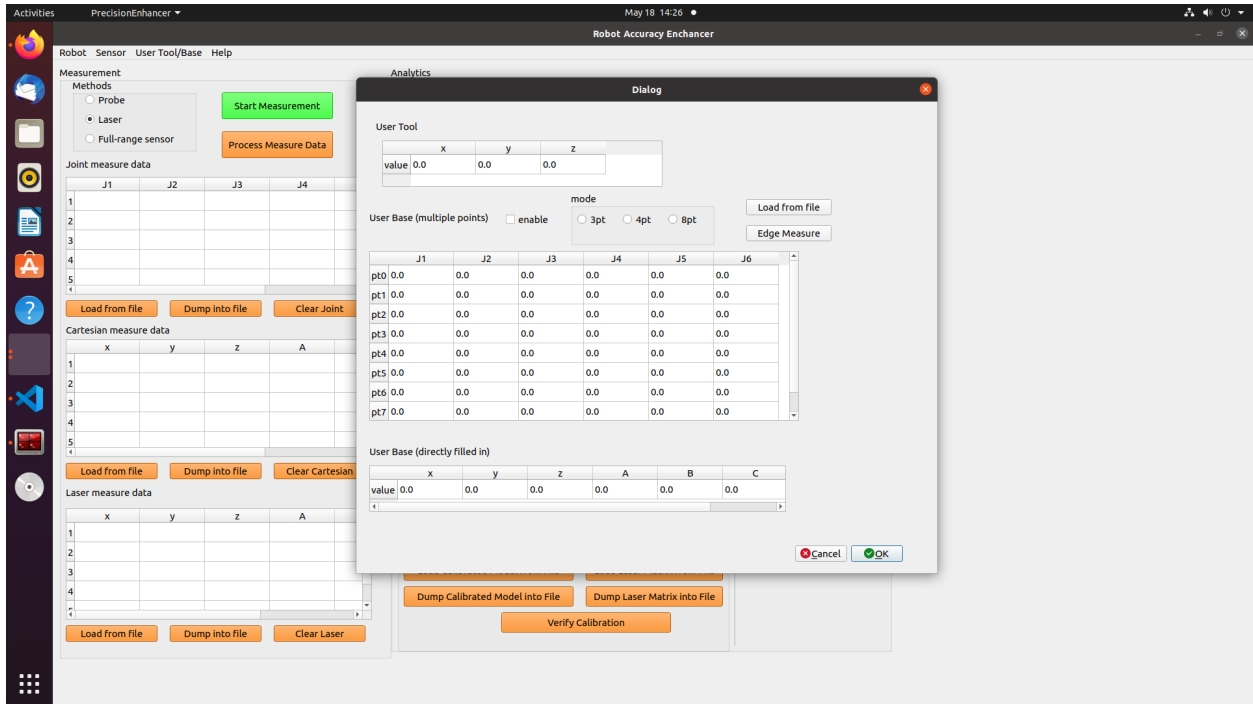 Activities PrecisionEnhancer May 18 14:26
Robot Accuracy Enchancer
Robot Sensor User Tool/Base Help
Measurement
Methods
Probe
Laser
Full-range sensor
Start Measurement
Process Measure Data
Joint measure data
J1 J2 J3 J4
1
2
3
4
5
Load from file Dump into file Clear Joint
Cartesian measure data
x y z A
1
2
3
4
5
Load from file Dump into file Clear Cartesian
Laser measure data
x y z A
1
2
3
4
Load from file Dump into file Clear Laser
Analytics
Dialog
User Tool
x y z
value 0.0 0.0 0.0
User Base (multiple points) enable
mode
3pt 4pt 8pt
Load from file
Edge Measure
J1 J2 J3 J4 J5 J6
pt0 0.0 0.0 0.0 0.0 0.0 0.0
pt1 0.0 0.0 0.0 0.0 0.0 0.0
pt2 0.0 0.0 0.0 0.0 0.0 0.0
pt3 0.0 0.0 0.0 0.0 0.0 0.0
pt4 0.0 0.0 0.0 0.0 0.0 0.0
pt5 0.0 0.0 0.0 0.0 0.0 0.0
pt6 0.0 0.0 0.0 0.0 0.0 0.0
pt7 0.0 0.0 0.0 0.0 0.0 0.0
User Base (directly filled in)
x y z A B C
value 0.0 0.0 0.0 0.0 0.0 0.0
Cancel OK
Dump Calibrated Model into File Dump Laser Matrix into File
Verify Calibration